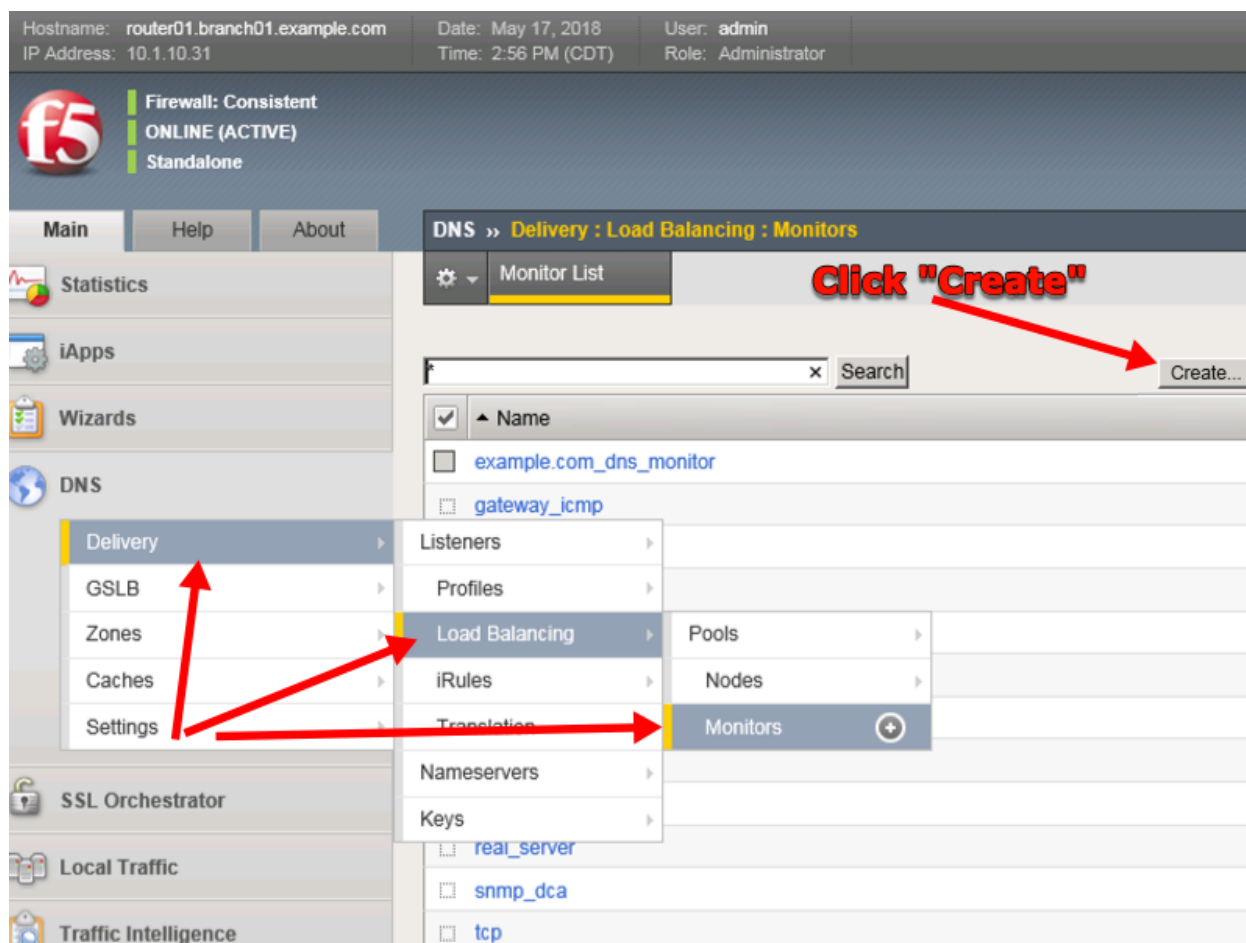 Hostname: router01.branch01.example.com Date: May 17, 2018 User: admin
IP Address: 10.1.10.31 Time: 2:56 PM (CDT) Role: Administrator
f5
Firewall: Consistent
ONLINE (ACTIVE)
Standalone
Main Help About
DNS ›› Delivery : Load Balancing : Monitors
Monitor List
Click "Create"
* × Search Create...
Name
example.com_dns_monitor
gateway_icmp
Statistics
iApps
Wizards
DNS
Delivery
GSLB
Zones
Caches
Settings
Listeners
Profiles
Load Balancing
iRules
Translation
Nameservers
Keys
Pools
Nodes
Monitors
SSL Orchestrator
Local Traffic
Traffic Intelligence
real_server
snmp_dca
tcp